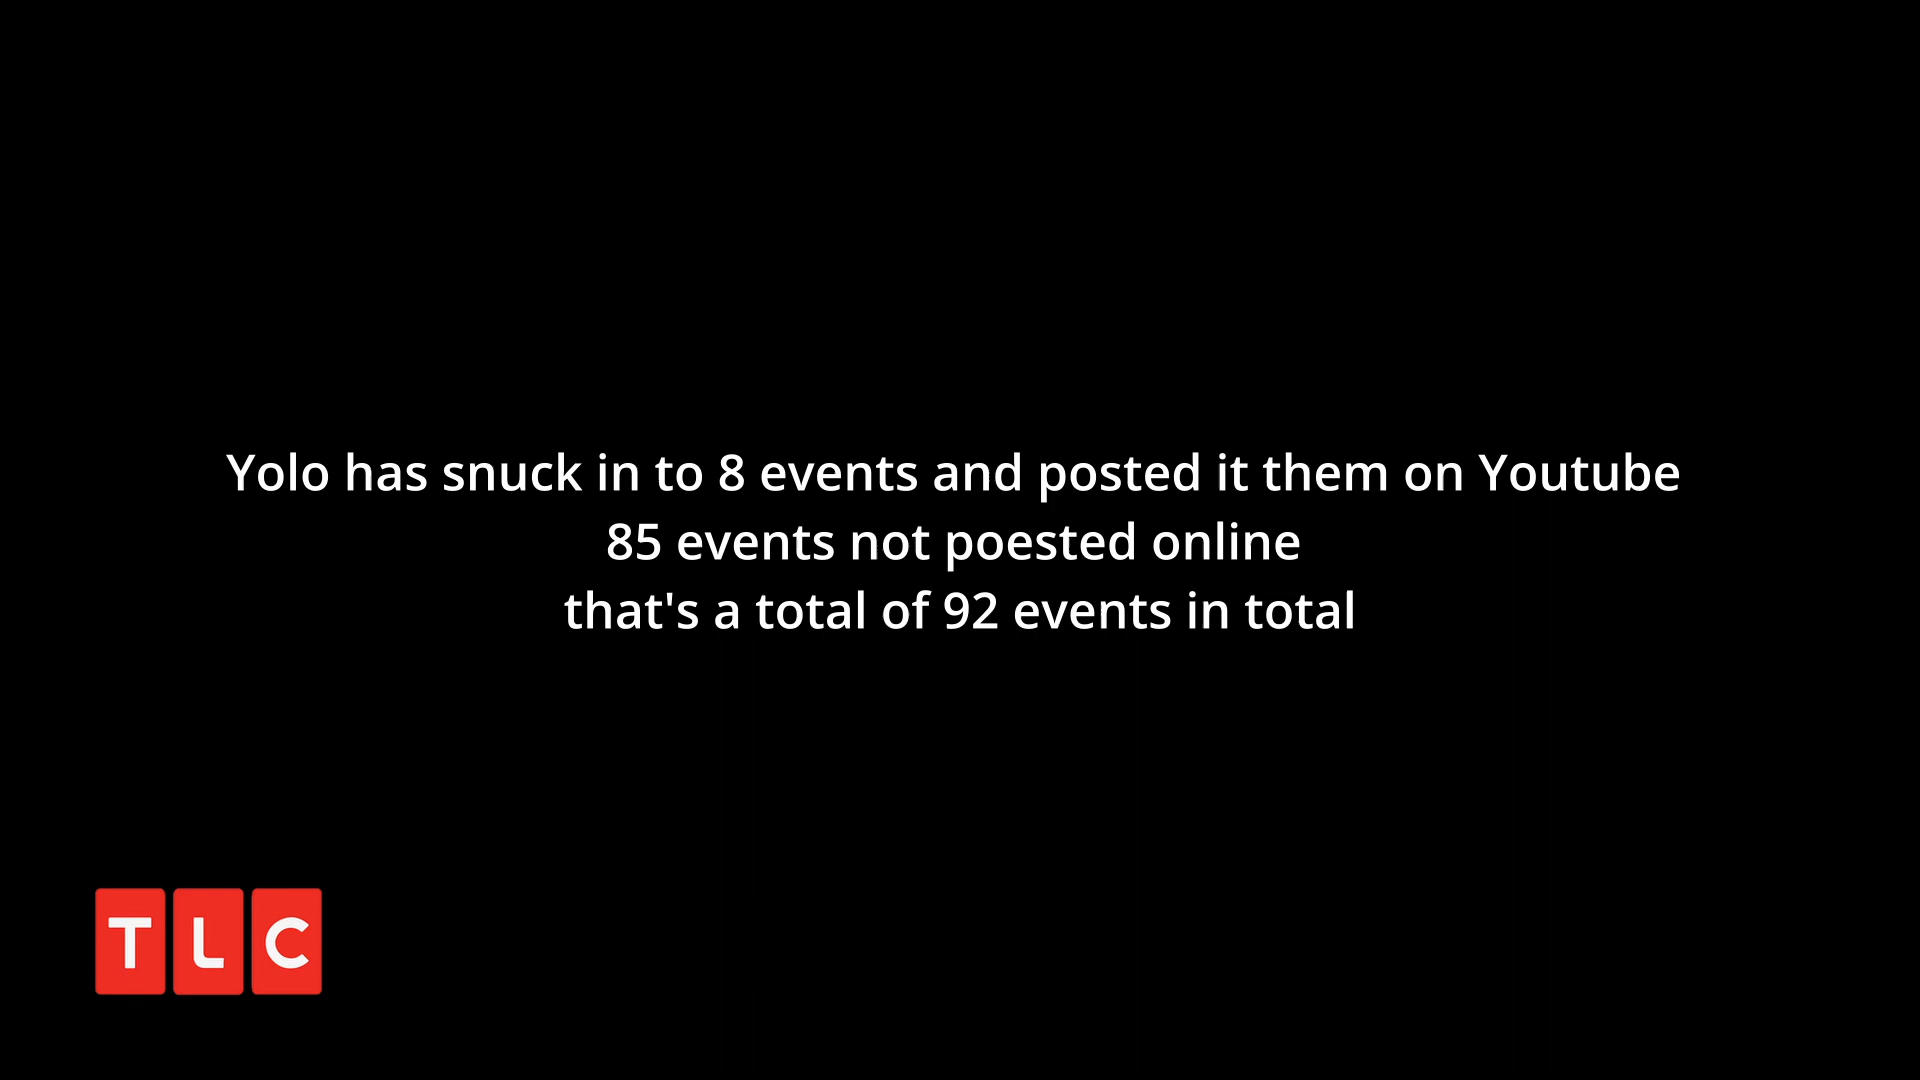 Yolo has snuck in to 8 events and posted it them on Youtube
85 events not poested online
that's a total of 92 events in total
TLC